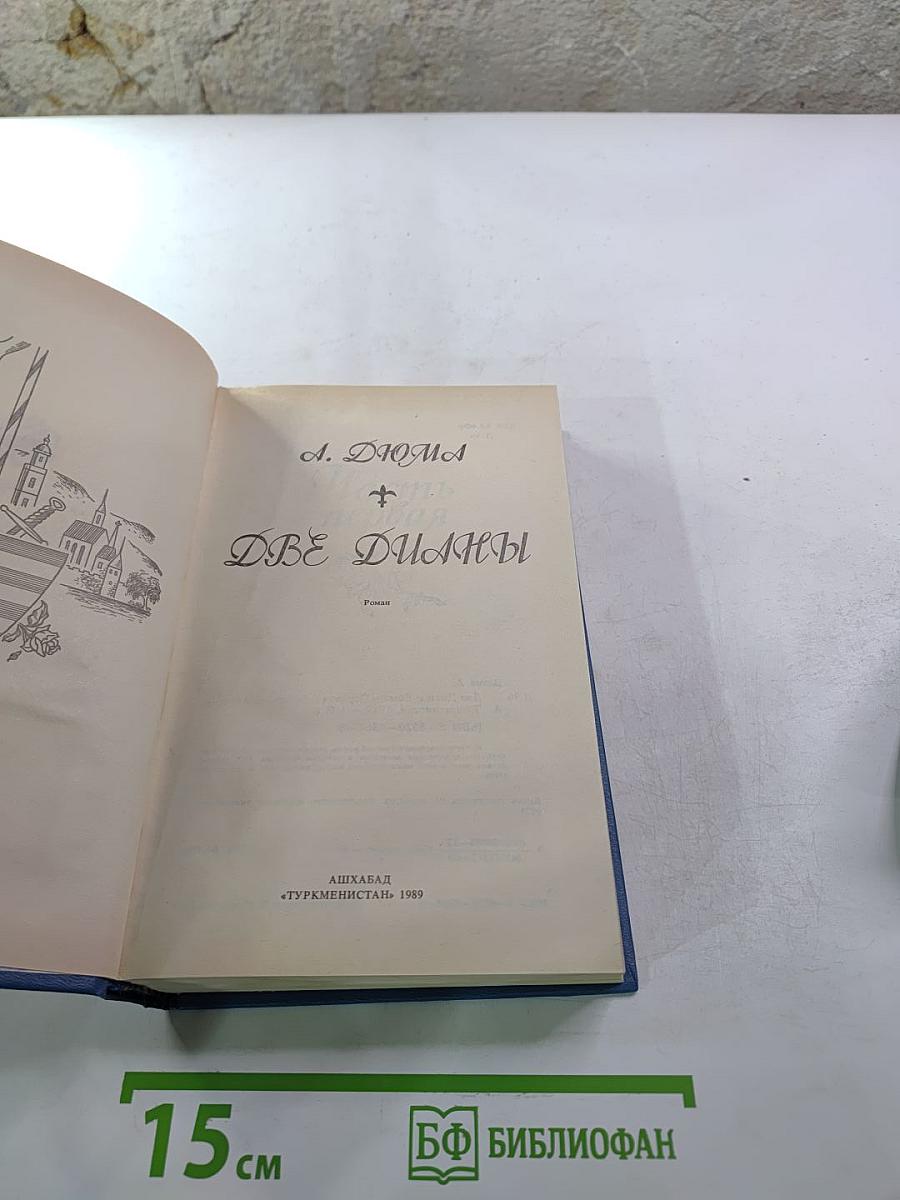 А. ДЮМА
ДВЕ ДИАНЫ
Роман
АШХАБАД
«ТУРКМЕНИСТАН» 1989
15 см
БФ БИБЛИОФАН